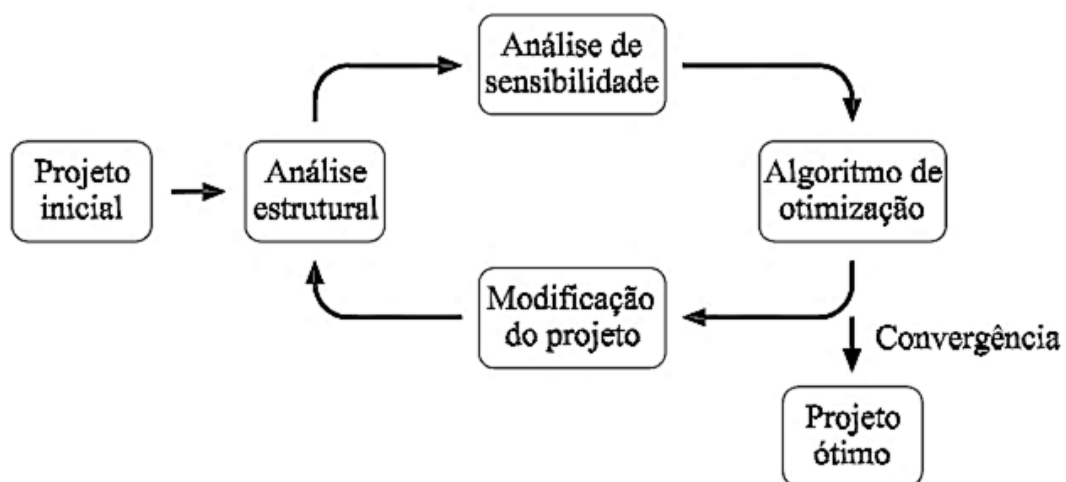 Análise de
sensibilidade
Projeto
inicial
Análise
estrutural
Algoritmo de
otimização
Modificação
do projeto
Convergência
Projeto
ótimo